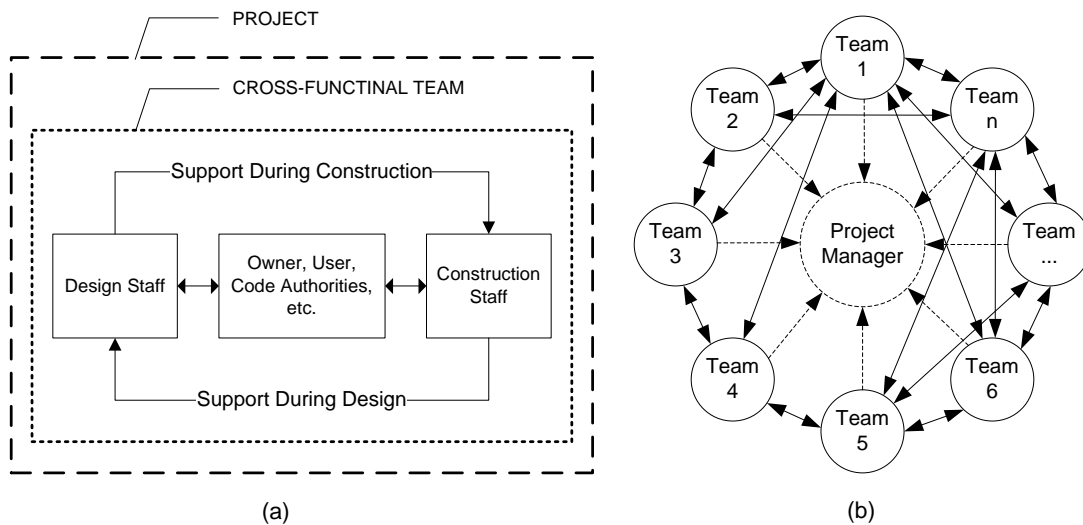 PROJECT
CROSS-FUNCTINAL TEAM
Support During Construction
Design Staff
Owner, User,
Code Authorities,
etc.
Construction
Staff
Support During Design
(a)
Team
1
Team
2
Team
n
Team
3
Project
Manager
Team
...
Team
4
Team
6
Team
5
(b)